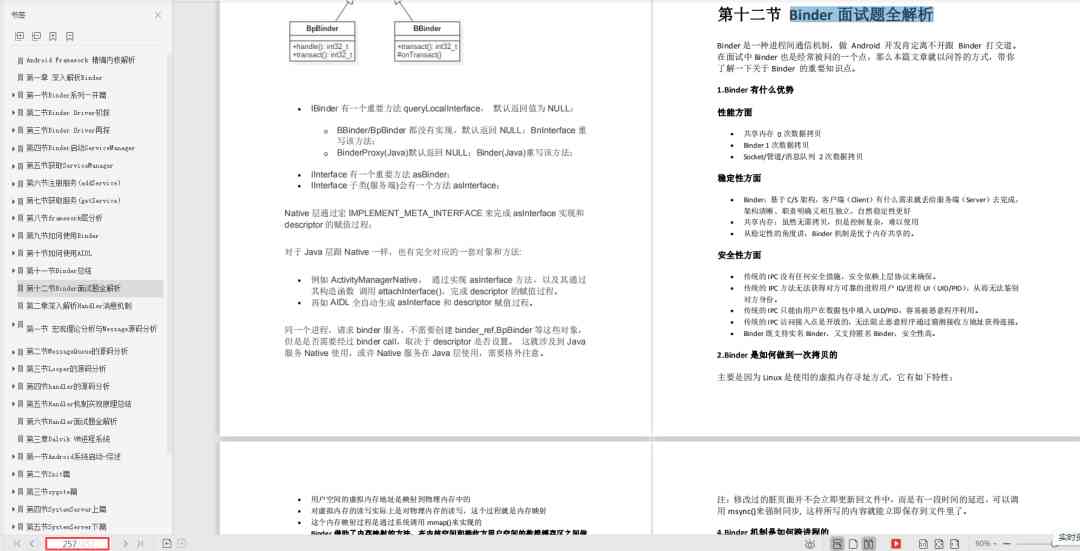 书签
Android Framework 精编内核解析
第一章 深入解析Binder
第一节Binder系列—开篇
第二节Binder Driver初探
第三节Binder Driver再探
第四节Binder启动ServiceManager
第五节获取ServiceManager
第六节注册服务(addService)
第七节获取服务(getService)
第八节framework层分析
第九节如何使用Binder
第十节如何使用AIDL
第十一节Binder总结
第十二节Binder面试题全解析
第二章深入解析Handler消息机制
第一节 宏观理论分析与Message源码分析
第二节MessageQueue的源码分析
第三节Looper的源码分析
第四节handler的源码分析
第五节Handler机制实现原理总结
第六节Handler面试题全解析
第三章Dalvik VM进程系统
第一节Android系统启动-综述
第二节Init篇
第三节zygote篇
第四节SystemServer上篇
第五节SystemServer下篇
BpBinder
+handle(): int32_t
+transact(): int32_t
BBinder
+transact(): int32_t
#onTransact()
• IBinder 有一个重要方法 queryLocalInterface， 默认返回值为 NULL；
○ BBinder/BpBinder 都没有实现，默认返回 NULL；BnInterface 重
写该方法；
○ BinderProxy(Java)默认返回 NULL；Binder(Java)重写该方法；
• IInterface 有一个重要方法 asBinder；
• IInterface 子类(服务端)会有一个方法 asInterface；
Native 层通过宏 IMPLEMENT_META_INTERFACE 来完成 asInterface 实现和
descriptor 的赋值过程；
对于 Java 层跟 Native 一样，也有完全对应的一套对象和方法:
• 例如 ActivityManagerNative， 通过实现 asInterface 方法，以及其通过
其构造函数 调用 attachInterface()，完成 descriptor 的赋值过程。
• 再如 AIDL 全自动生成 asInterface 和 descriptor 赋值过程。
同一个进程，请求 binder 服务，不需要创建 binder_ref,BpBinder 等这些对象，
但是是否需要经过 binder call，取决于 descriptor 是否设置。 这就涉及到 Java
服务 Native 使用，或许 Native 服务在 Java 层使用，需要格外注意。
第十二节 Binder 面试题全解析
Binder 是一种进程间通信机制，做 Android 开发肯定离不开跟 Binder 打交道。
在面试中 Binder 也是经常被问的一个点，那么本篇文章就以问答的方式，带你
了解一下关于 Binder 的重要知识点。
1.Binder 有什么优势
性能方面
• 共享内存 0 次数据拷贝
• Binder 1 次数据拷贝
• Socket/管道/消息队列 2 次数据拷贝
稳定性方面
• Binder：基于 C/S 架构，客户端（Client）有什么需求就丢给服务端（Server）去完成，
架构清晰、职责明确又相互独立，自然稳定性更好
• 共享内存：虽然无需拷贝，但是控制复杂，难以使用
• 从稳定性的角度讲，Binder 机制是优于内存共享的。
安全性方面
• 传统的 IPC 没有任何安全措施，安全依赖上层协议来确保。
• 传统的 IPC 方法无法获得对方可靠的进程用户 ID/进程 UI（UID/PID），从而无法鉴别
对方身份。
• 传统的 IPC 只能由用户在数据包中填入 UID/PID，容易被恶意程序利用。
• 传统的 IPC 访问接入点是开放的，无法阻止恶意程序通过猜测接收方地址获得连接。
• Binder 既支持实名 Binder，又支持匿名 Binder，安全性高。
2.Binder 是如何做到一次拷贝的
主要是因为 Linux 是使用的虚拟内存寻址方式，它有如下特性：
• 用户空间的虚拟内存地址是映射到物理内存中的
• 对虚拟内存的读写实际上是对物理内存的读写，这个过程就是内存映射
• 这个内存映射过程是通过系统调用 mmap()来实现的
注：修改过的脏页面并不会立即更新回文件中，而是有一段时间的延迟，可以调
用 msync()来强制同步, 这样所写的内容就能立即保存到文件里了。
4.Binder 机制是如何跨进程的
257
90%